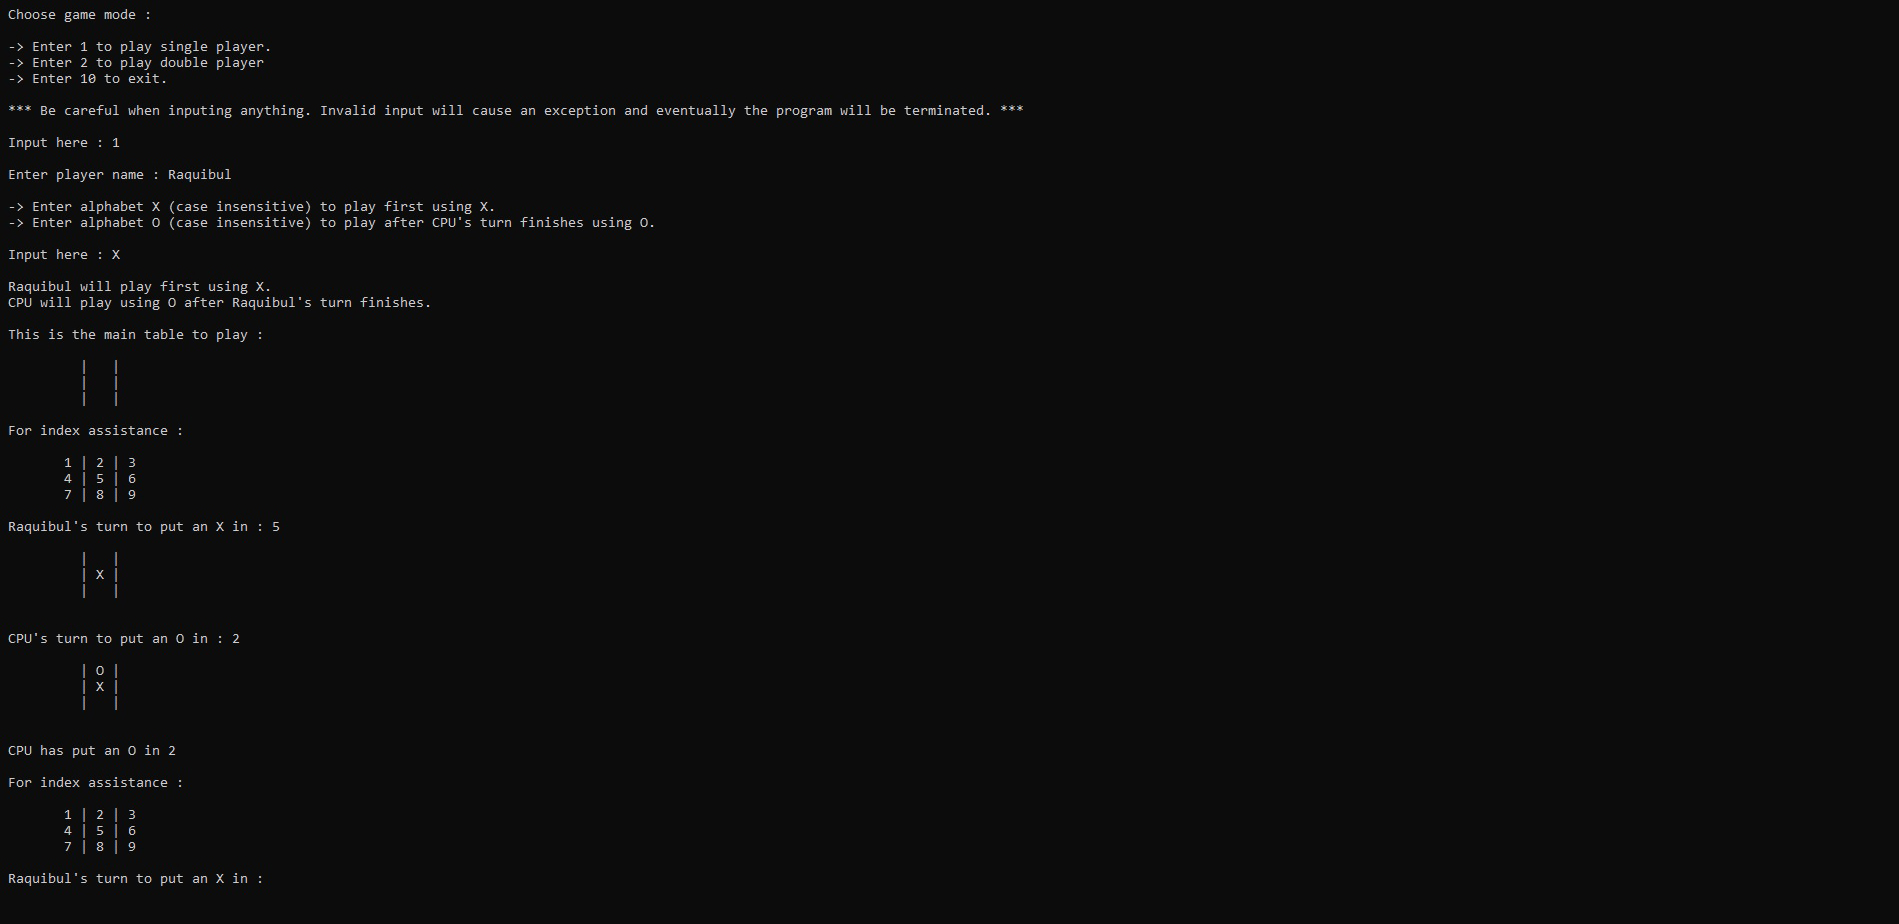 Choose game mode :
-> Enter 1 to play single player.
-> Enter 2 to play double player
-> Enter 10 to exit.
*** Be careful when inputing anything. Invalid input will cause an exception and eventually the program will be terminated. ***
Input here : 1
Enter player name : Raquibul
-> Enter alphabet X (case insensitive) to play first using X.
-> Enter alphabet O (case insensitive) to play after CPU's turn finishes using O.
Input here : X
Raquibul will play first using X.
CPU will play using O after Raquibul's turn finishes.
This is the main table to play :
|   |
|   |
|   |
For index assistance :
1 | 2 | 3
4 | 5 | 6
7 | 8 | 9
Raquibul's turn to put an X in : 5
|   |
| X |
|   |
CPU's turn to put an O in : 2
| O |
| X |
|   |
CPU has put an O in 2
For index assistance :
1 | 2 | 3
4 | 5 | 6
7 | 8 | 9
Raquibul's turn to put an X in :